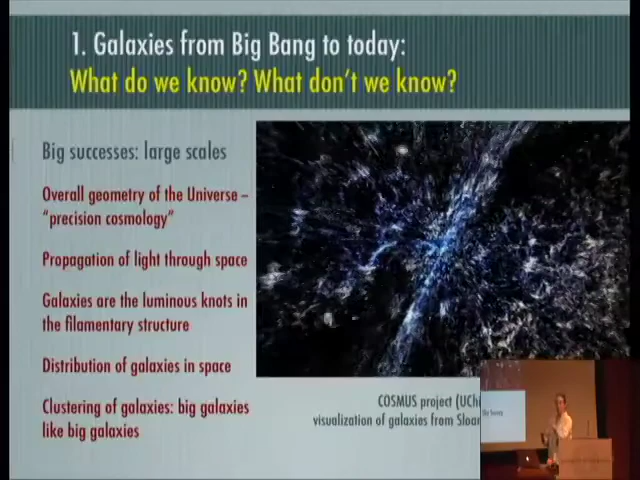 1. Galaxies from Big Bang to today:
What do we know? What don't we know?
Big successes: large scales
Overall geometry of the Universe –
"precision cosmology"
Propagation of light through space
Galaxies are the luminous knots in
the filamentary structure
Distribution of galaxies in space
Clustering of galaxies: big galaxies
like big galaxies
COSMUS project (UChi
visualization of galaxies from Sloan